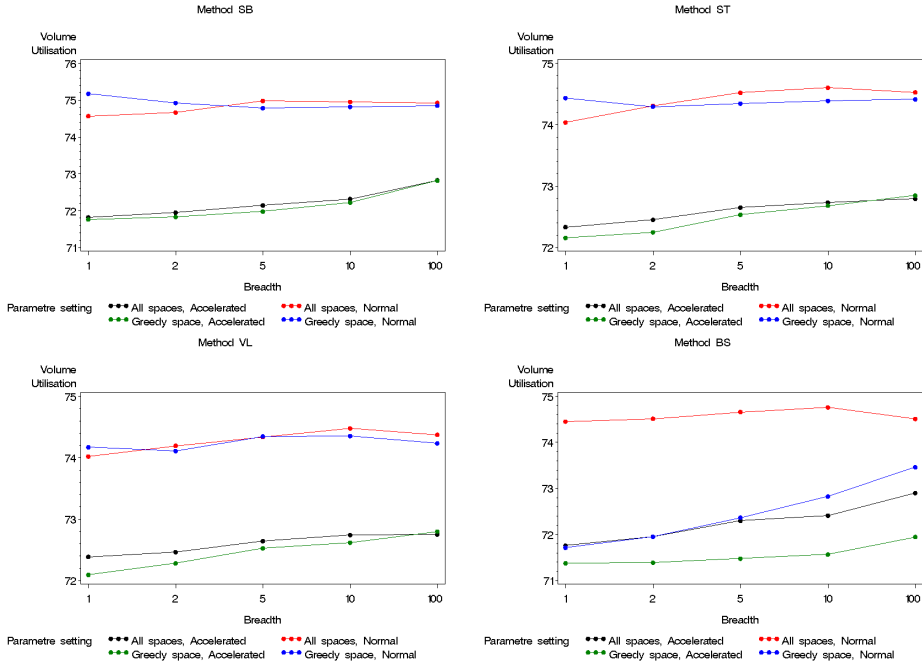 Method SB
Volume
Utilisation
76
75
74
73
72
71
1 2 5 10 100
Breadth
Parametre setting All spaces, Accelerated All spaces, Normal
Greedy space, Accelerated Greedy space, Normal
Method ST
Volume
Utilisation
75
74
73
72
1 2 5 10 100
Breadth
Parametre setting All spaces, Accelerated All spaces, Normal
Greedy space, Accelerated Greedy space, Normal
Method VL
Volume
Utilisation
75
74
73
72
1 2 5 10 100
Breadth
Parametre setting All spaces, Accelerated All spaces, Normal
Greedy space, Accelerated Greedy space, Normal
Method BS
Volume
Utilisation
75
74
73
72
71
1 2 5 10 100
Breadth
Parametre setting All spaces, Accelerated All spaces, Normal
Greedy space, Accelerated Greedy space, Normal